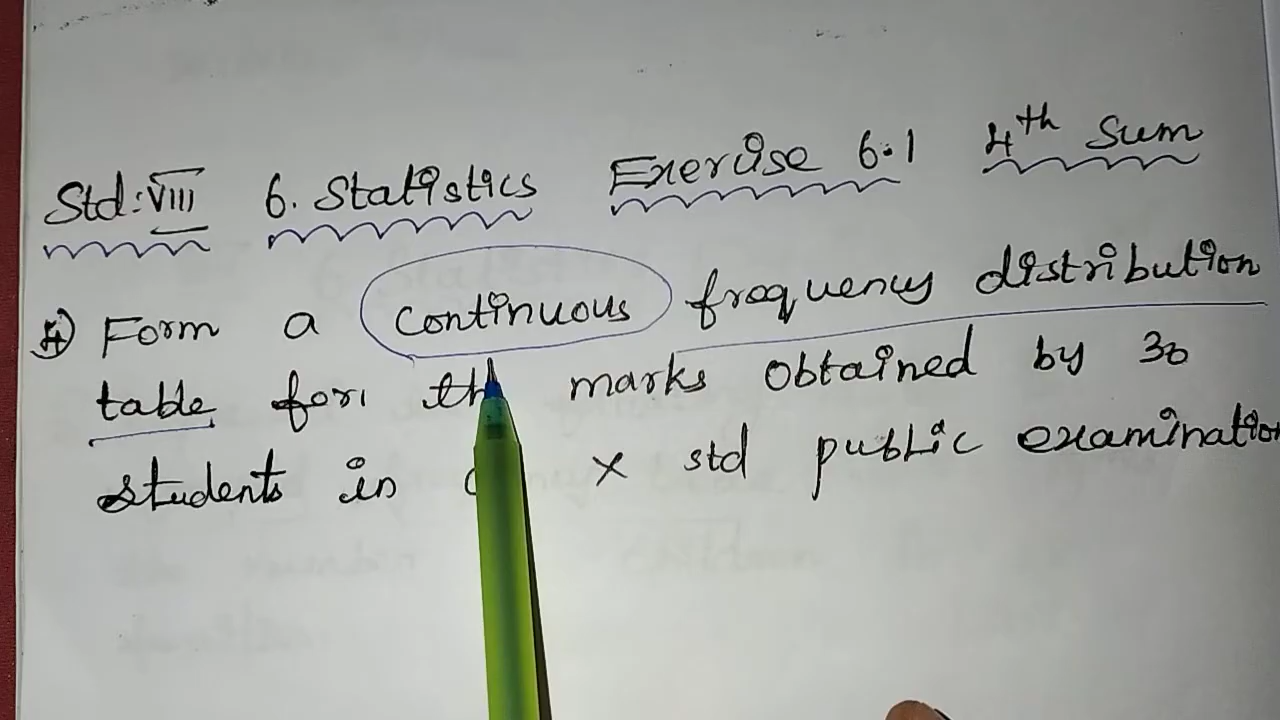 Std: VIII 6. Statistics Exercise 6.1 4th Sum
4) Form a continuous frequency distribution
table for marks obtained by 30
students in X std public examination